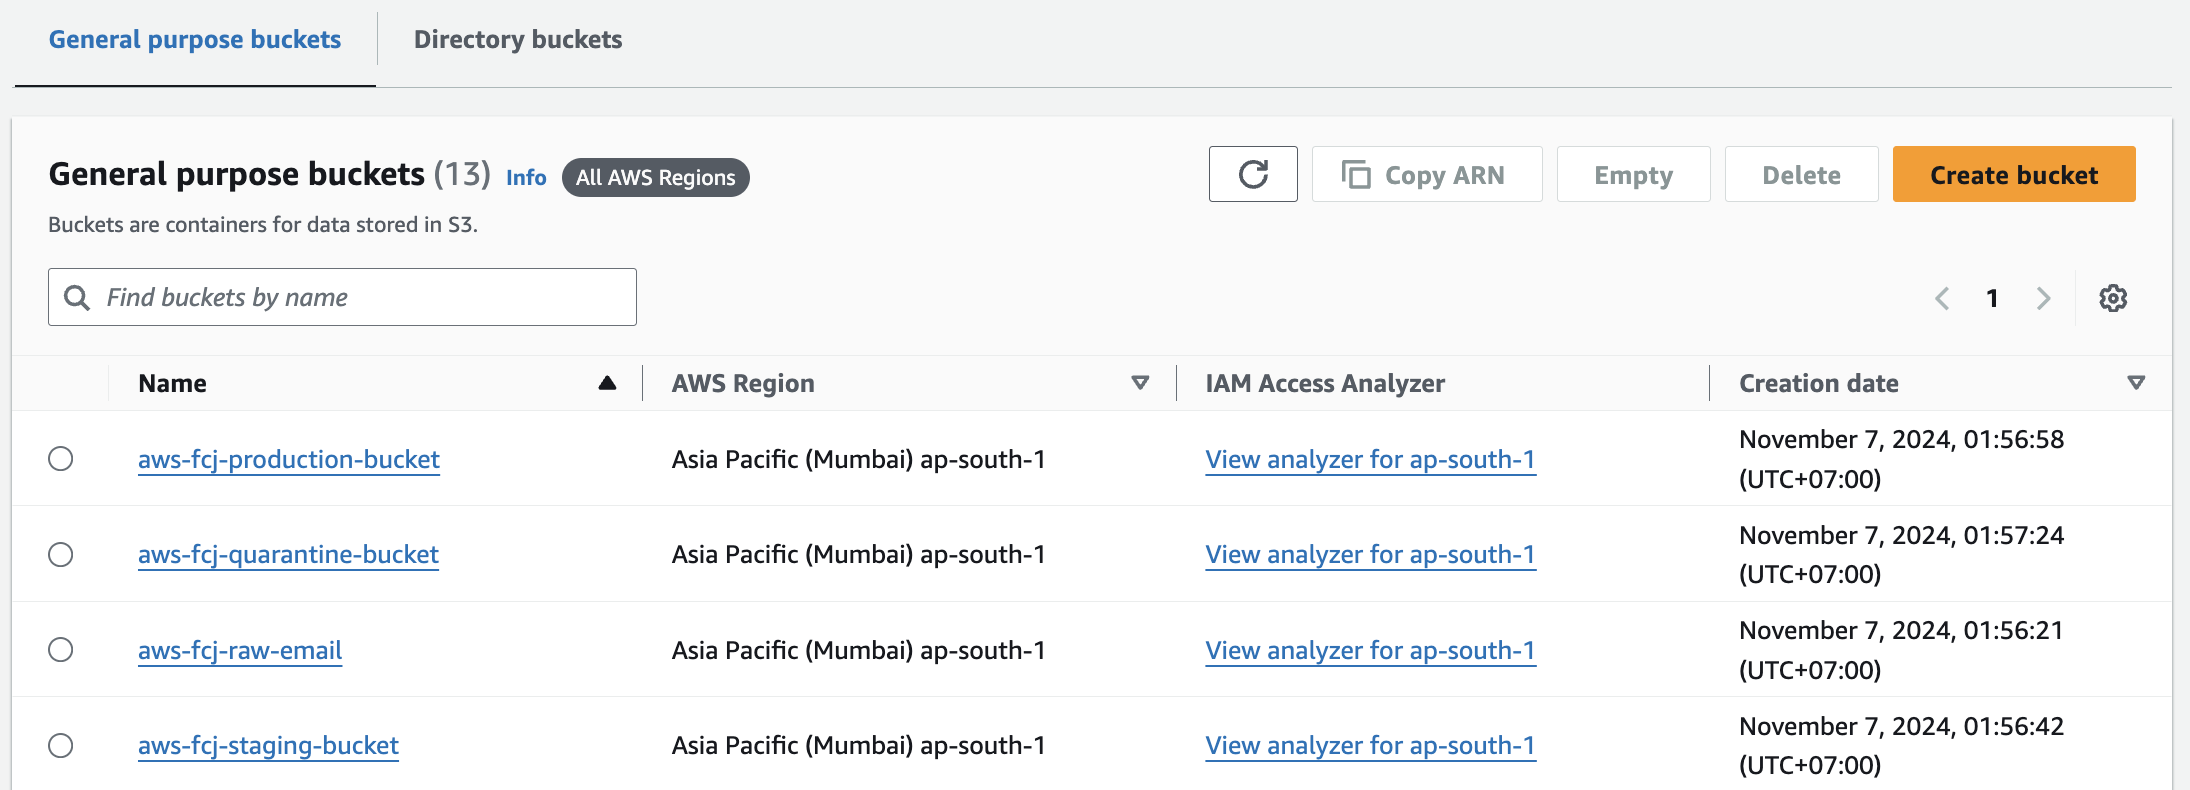 General purpose buckets Directory buckets
General purpose buckets (13) Info All AWS Regions
Copy ARN Empty Delete Create bucket
Buckets are containers for data stored in S3.
Find buckets by name
1
Name AWS Region IAM Access Analyzer Creation date
aws-fcj-production-bucket Asia Pacific (Mumbai) ap-south-1 View analyzer for ap-south-1 November 7, 2024, 01:56:58
(UTC+07:00)
aws-fcj-quarantine-bucket Asia Pacific (Mumbai) ap-south-1 View analyzer for ap-south-1 November 7, 2024, 01:57:24
(UTC+07:00)
aws-fcj-raw-email Asia Pacific (Mumbai) ap-south-1 View analyzer for ap-south-1 November 7, 2024, 01:56:21
(UTC+07:00)
aws-fcj-staging-bucket Asia Pacific (Mumbai) ap-south-1 View analyzer for ap-south-1 November 7, 2024, 01:56:42
(UTC+07:00)